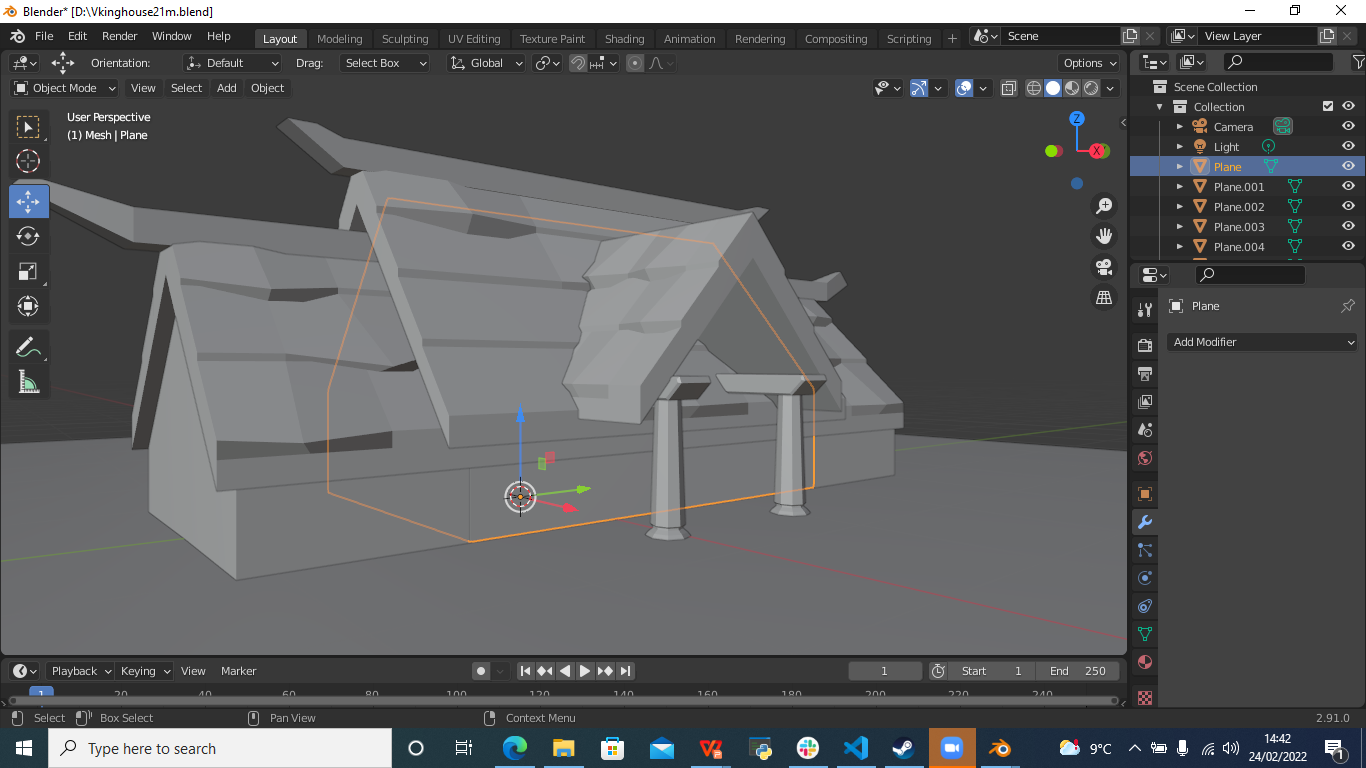 Blender* [D:\Vkinghouse21m.blend]
File Edit Render Window Help Layout Modeling Sculpting UV Editing Texture Paint Shading Animation Rendering Compositing Scripting + Scene View Layer
Orientation: Default Drag: Select Box Global Options
Object Mode View Select Add Object
User Perspective
(1) Mesh | Plane
Z
X
Scene Collection
Collection
Camera
Light
Plane
Plane.001
Plane.002
Plane.003
Plane.004
Plane
Add Modifier
Playback Keying View Marker 1 Start 1 End 250
1 20 40 60 80 100 120 140 160 180 200 220 240
Select Box Select Pan View Context Menu 2.91.0
Type here to search
9°C
14:42
24/02/2022
1